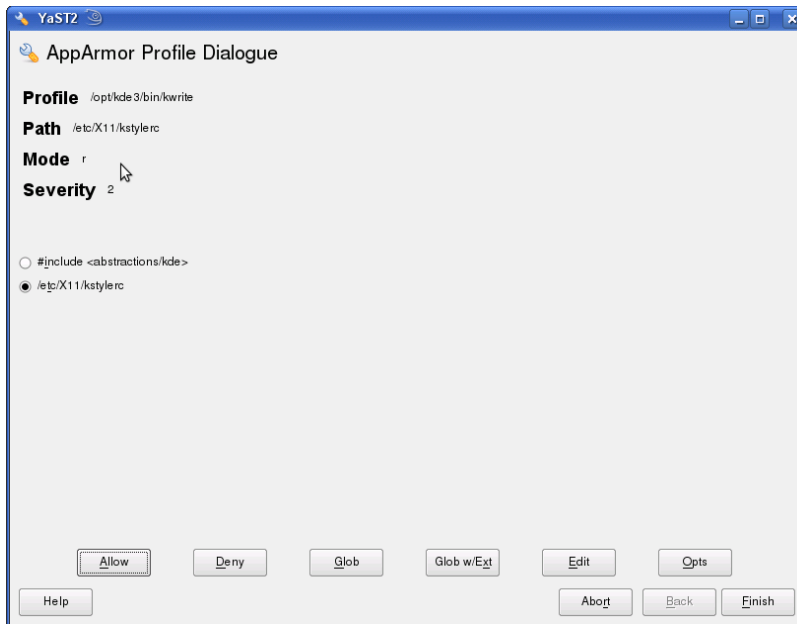 YaST2
AppArmor Profile Dialogue
Profile /opt/kde3/bin/kwrite
Path /etc/X11/kstylerc
Mode r
Severity 2
#include <abstractions/kde>
/etc/X11/kstylerc
Allow Deny Glob Glob w/Ext Edit Opts
Help Abort Back Finish